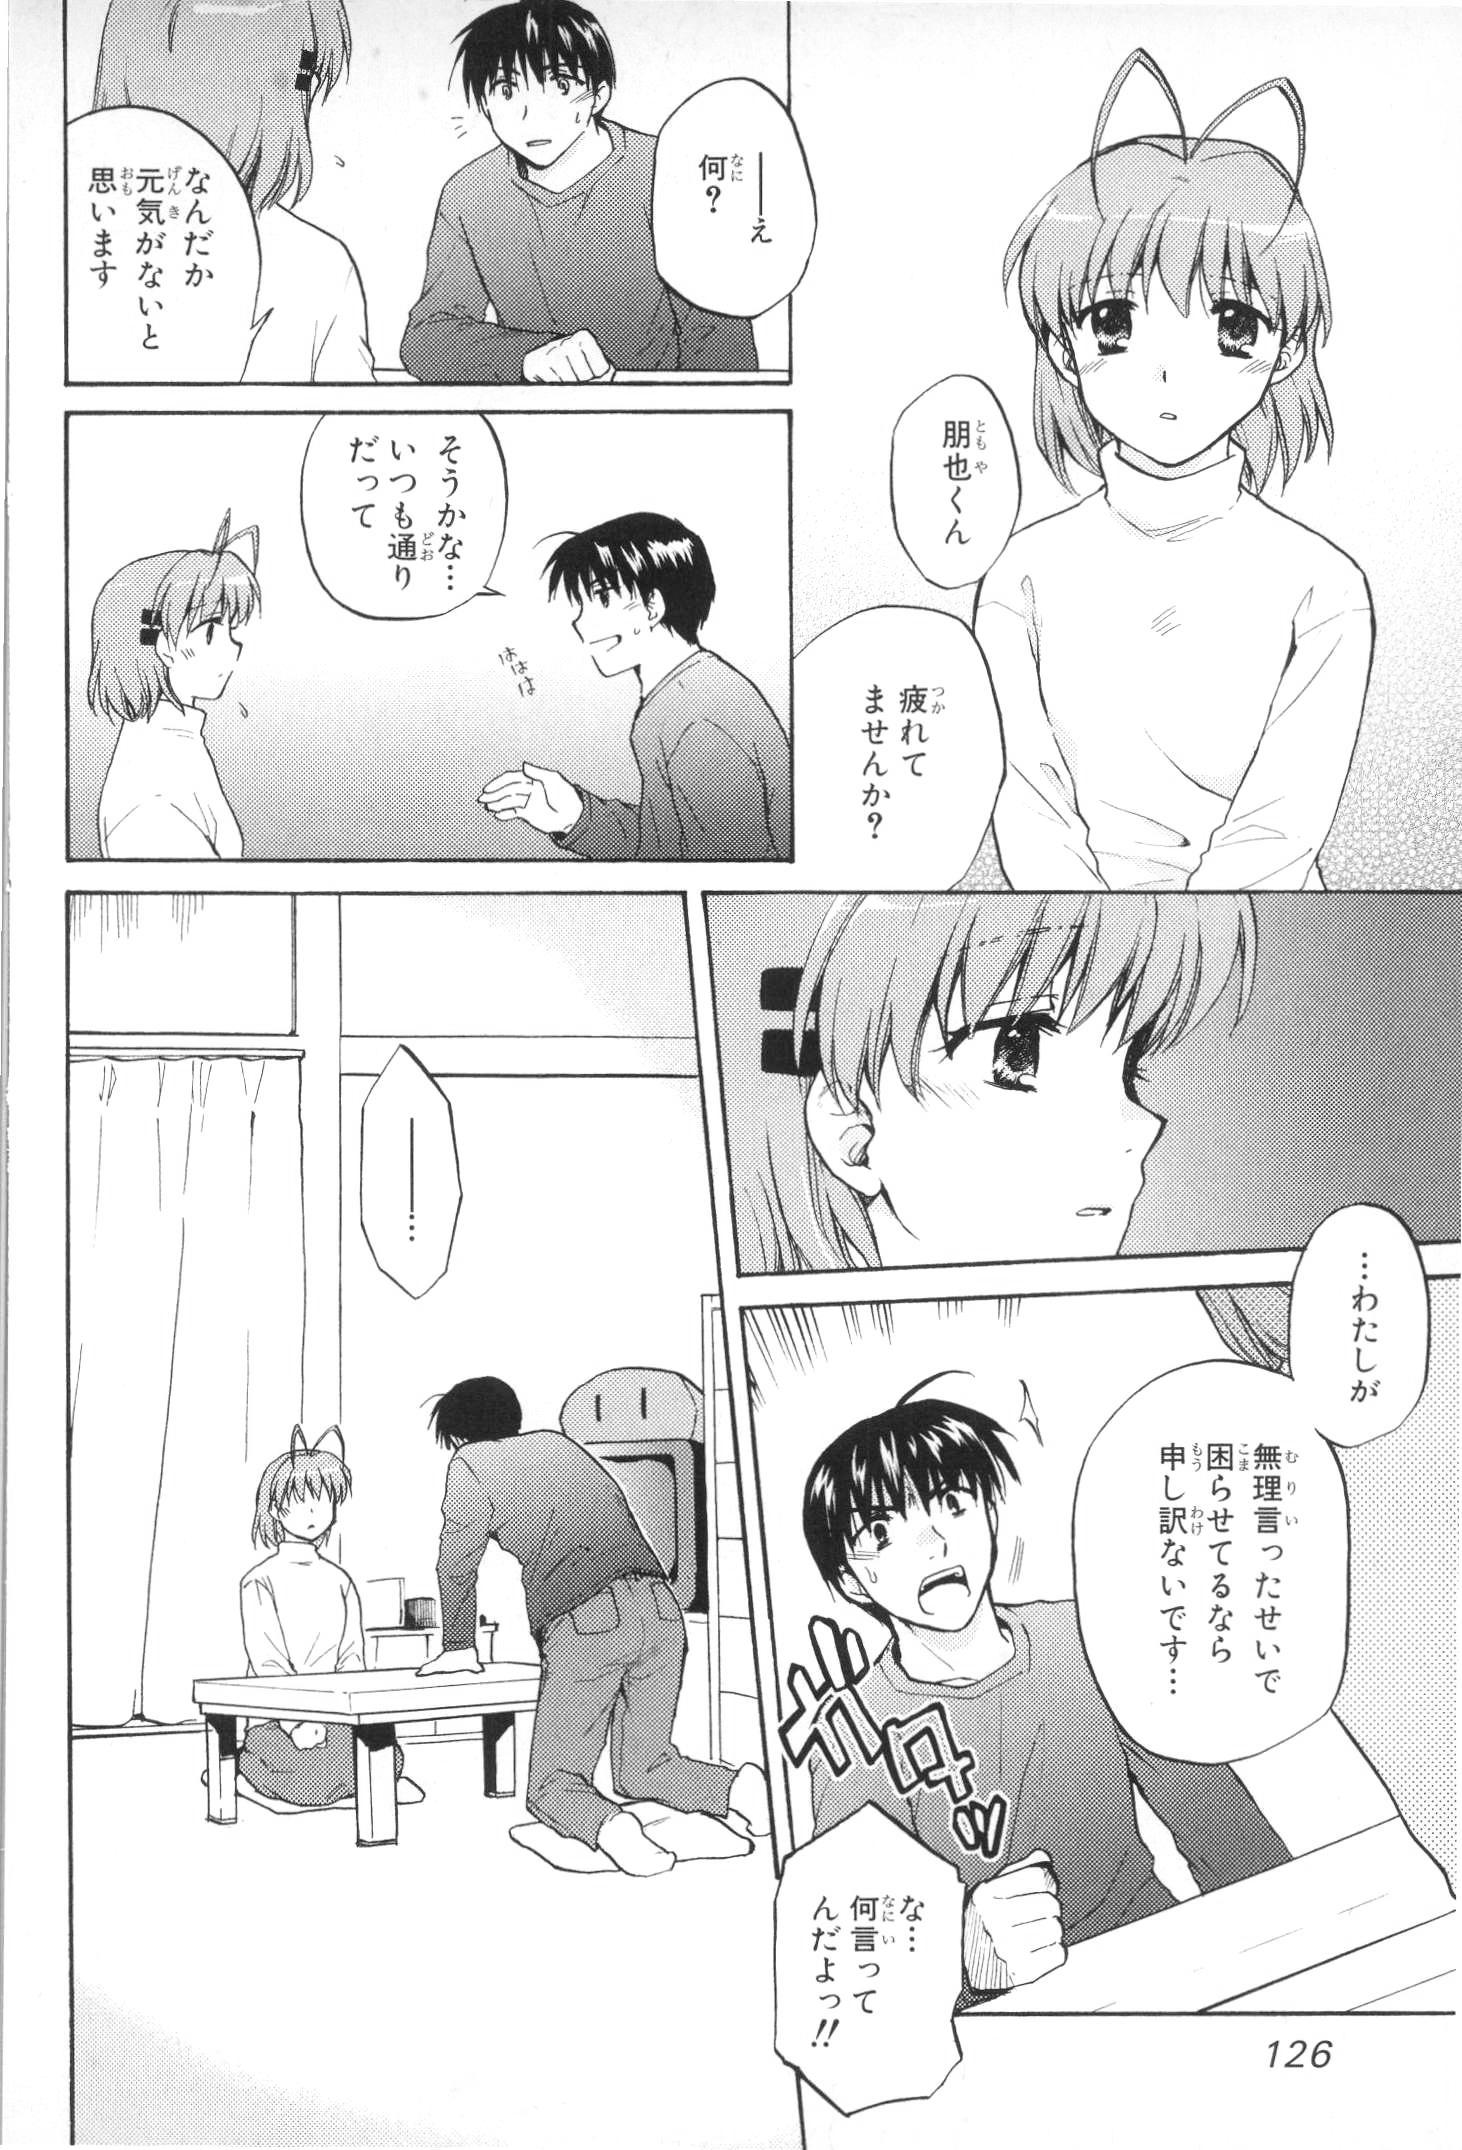 朋也くん
疲れて
ませんか?
――え
何?
なんだか
元気がないと
思います
そうかな…
いつも通り
だって
ははは
…わたしが
無理言ったせいで
困らせてるなら
申し訳ないです…
ギロッ
な…
何言って
んだよっ!!
――…
126